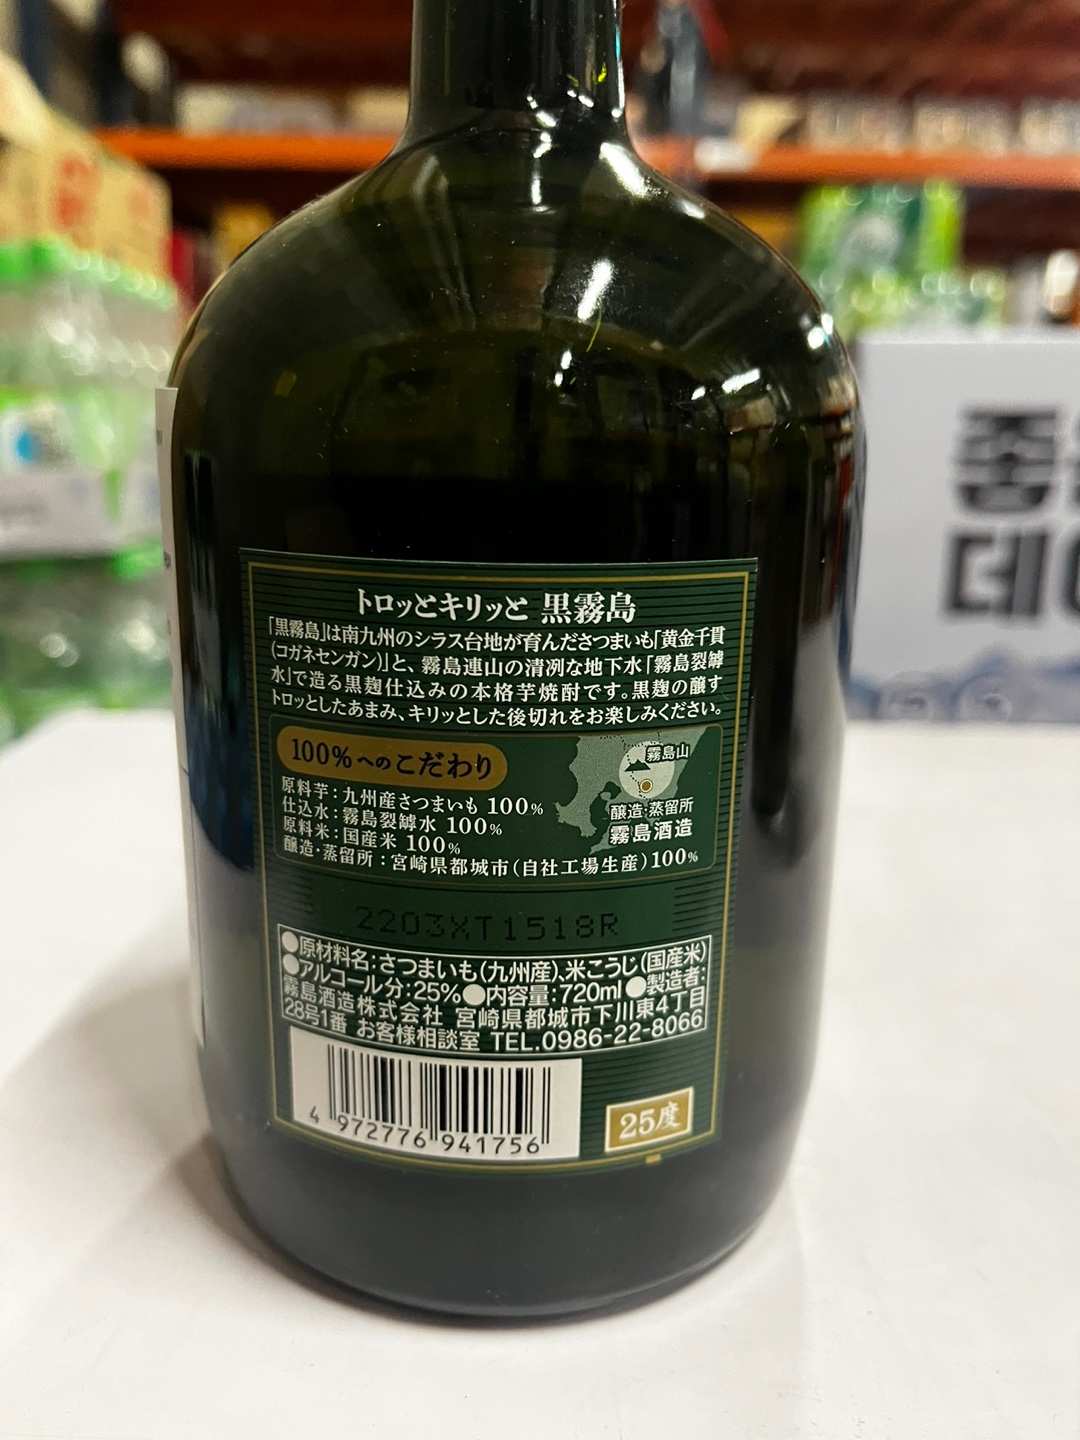 トロッとキリッと 黒霧島
「黒霧島」は南九州のシラス台地が育んださつまいも「黄金千貫
(コガネセンガン)」と、霧島連山の清冽な地下水「霧島裂罅
水」で造る黒麹仕込みの本格芋焼酎です。黒麹の醸す
トロッとしたあまみ、キリッとした後切れをお楽しみください。
100%へのこだわり
原料芋:九州産さつまいも 100%
仕込水:霧島裂罅水 100%
原料米:国産米 100%
醸造・蒸留所:宮崎県都城市(自社工場生産)100%
霧島山
醸造・蒸留所
霧島酒造
2203XT1518R
●原材料名:さつまいも(九州産)、米こうじ(国産米)
●アルコール分:25%●内容量:720ml●製造者:
霧島酒造株式会社 宮崎県都城市下川東4丁目
28号1番 お客様相談室 TEL.0986-22-8066
4 972776 941756
25度
좋은
데이